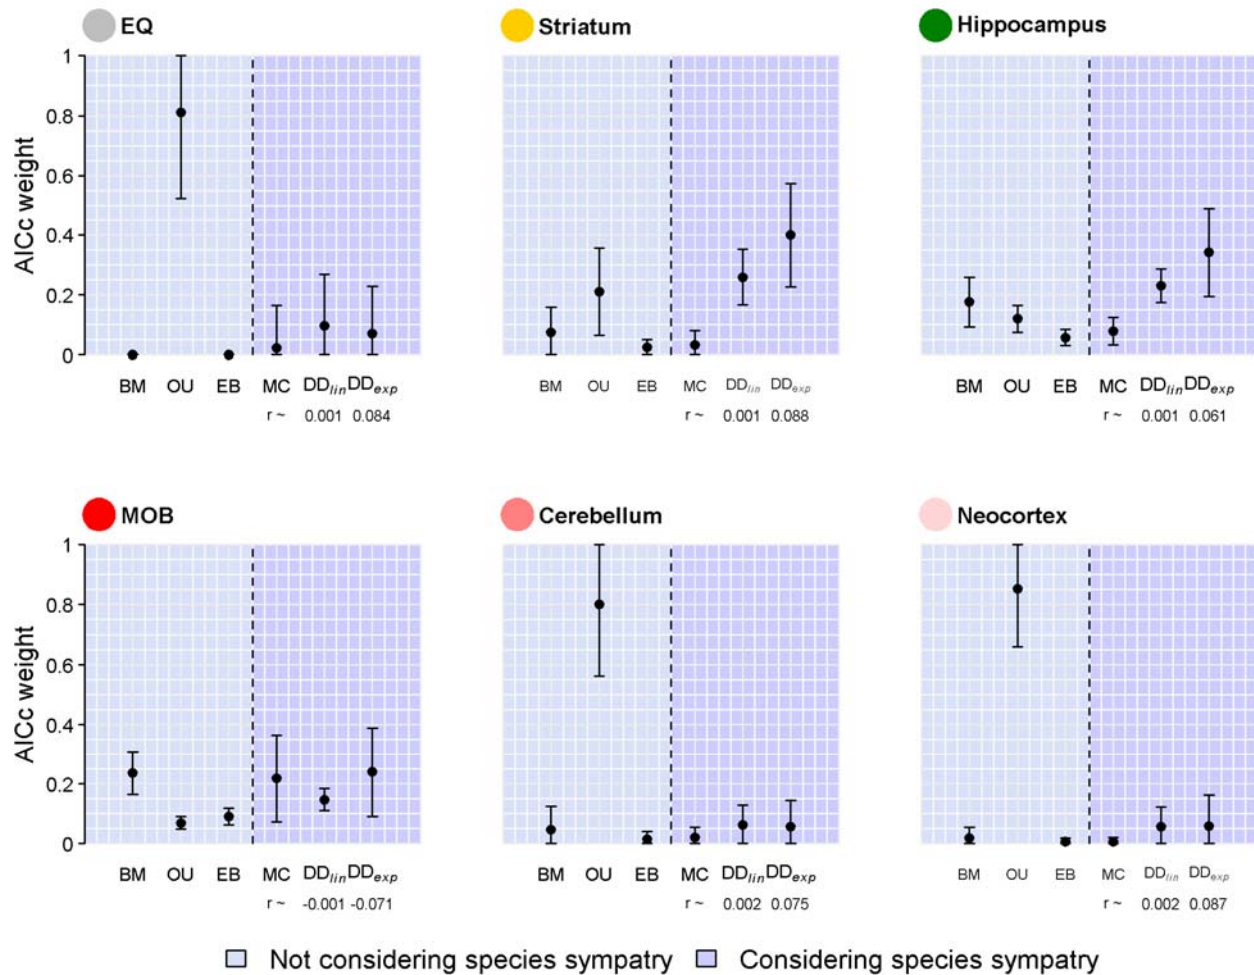 EQ
Striatum
Hippocampus
AICc weight
1
0.8
0.6
0.4
0.2
0
BM OU EB MC DDlin DDexp
r ~ 0.001 0.084
BM OU EB MC DDlin DDexp
r ~ 0.001 0.088
BM OU EB MC DDlin DDexp
r ~ 0.001 0.061
MOB
Cerebellum
Neocortex
AICc weight
1
0.8
0.6
0.4
0.2
0
BM OU EB MC DDlin DDexp
r ~ -0.001 -0.071
BM OU EB MC DDlin DDexp
r ~ 0.002 0.075
BM OU EB MC DDlin DDexp
r ~ 0.002 0.087
Not considering species sympatry
Considering species sympatry